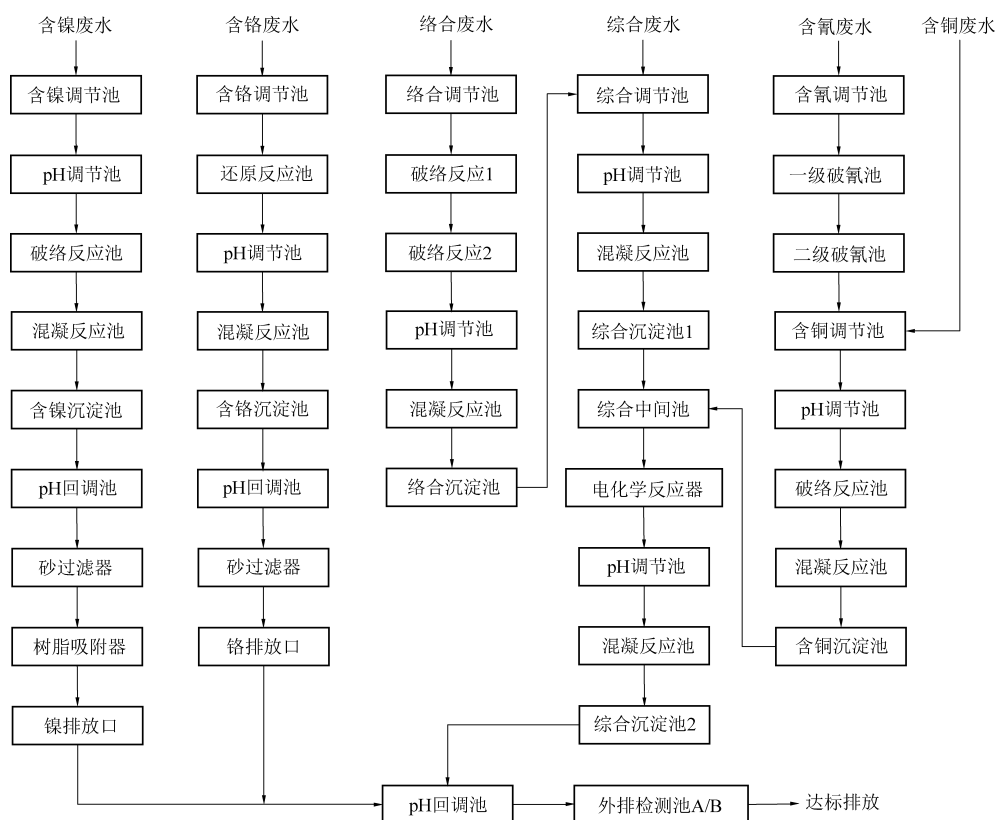 含镍废水
含铬废水
络合废水
综合废水
含氰废水
含铜废水
含镍调节池
含铬调节池
络合调节池
综合调节池
含氰调节池
pH调节池
还原反应池
破络反应1
pH调节池
一级破氰池
破络反应池
pH调节池
破络反应2
混凝反应池
二级破氰池
混凝反应池
混凝反应池
pH调节池
综合沉淀池1
含铜调节池
含镍沉淀池
含铬沉淀池
混凝反应池
综合中间池
pH调节池
pH回调池
pH回调池
络合沉淀池
电化学反应器
破络反应池
砂过滤器
砂过滤器
pH调节池
混凝反应池
树脂吸附器
铬排放口
混凝反应池
含铜沉淀池
镍排放口
综合沉淀池2
pH回调池
外排检测池A/B
达标排放